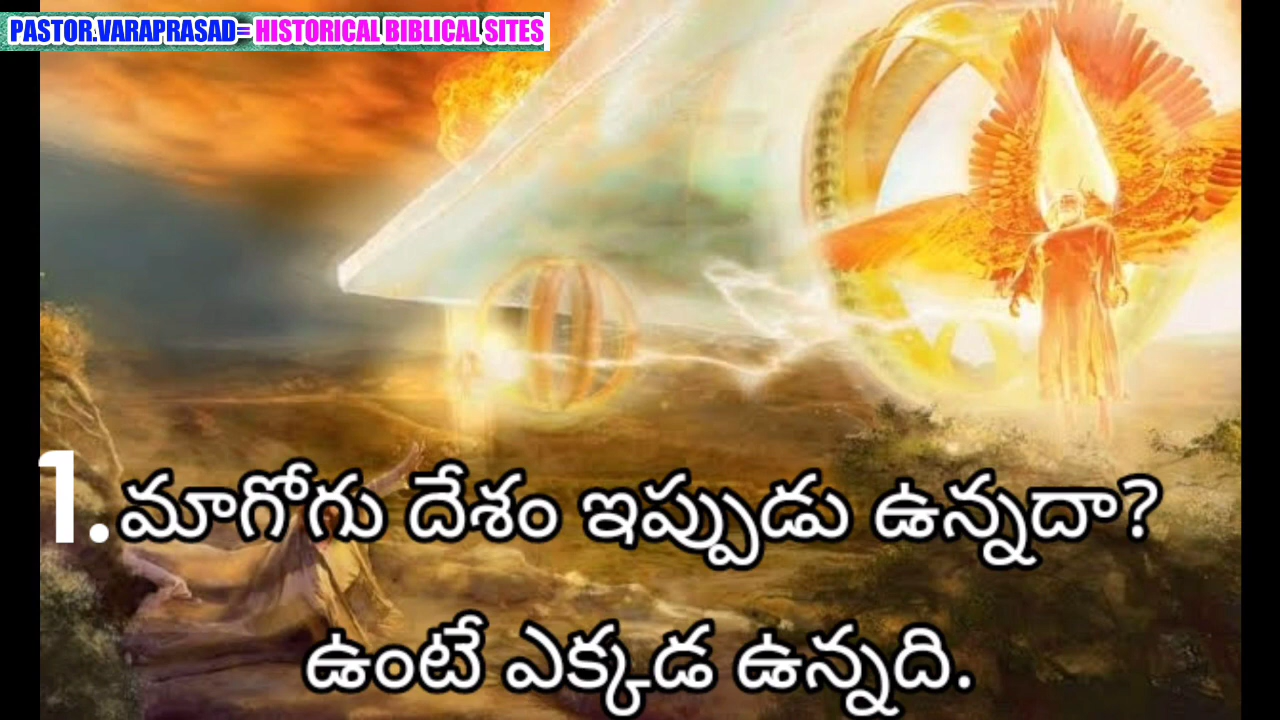 PASTOR.VARAPRASAD= HISTORICAL BIBLICAL SITES
1.మాగోగు దేశం ఇప్పుడు ఉన్నదా?
ఉంటే ఎక్కడ ఉన్నది.